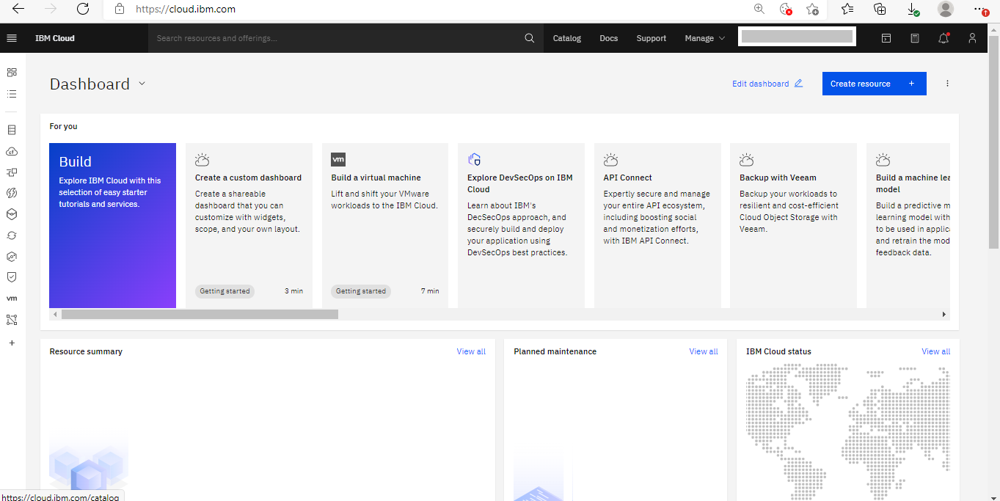 https://cloud.ibm.com
IBM Cloud
Search resources and offerings...
Catalog
Docs
Support
Manage
Dashboard
Edit dashboard
Create resource +
For you
Build
Explore IBM Cloud with this
selection of easy starter
tutorials and services.
Create a custom dashboard
Create a shareable
dashboard that you can
customize with widgets,
scope, and your own layout.
Getting started 3 min
vm
Build a virtual machine
Lift and shift your VMware
workloads to the IBM Cloud.
Getting started 7 min
Explore DevSecOps on IBM
Cloud
Learn about IBM's
DecSecOps approach, and
securely build and deploy
your application using
DevSecOps best practices.
API Connect
Expertly secure and manage
your entire API ecosystem,
including boosting social
and monetization efforts,
with IBM API Connect.
Backup with Veeam
Backup your workloads to
resilient and cost-efficient
Cloud Object Storage with
Veeam.
Build a machine lea
model
Build a predictive m
learning model with
to be used in applica
and retrain the mod
feedback data.
vm
Resource summary
View all
Planned maintenance
View all
IBM Cloud status
View all
https://cloud.ibm.com/catalog